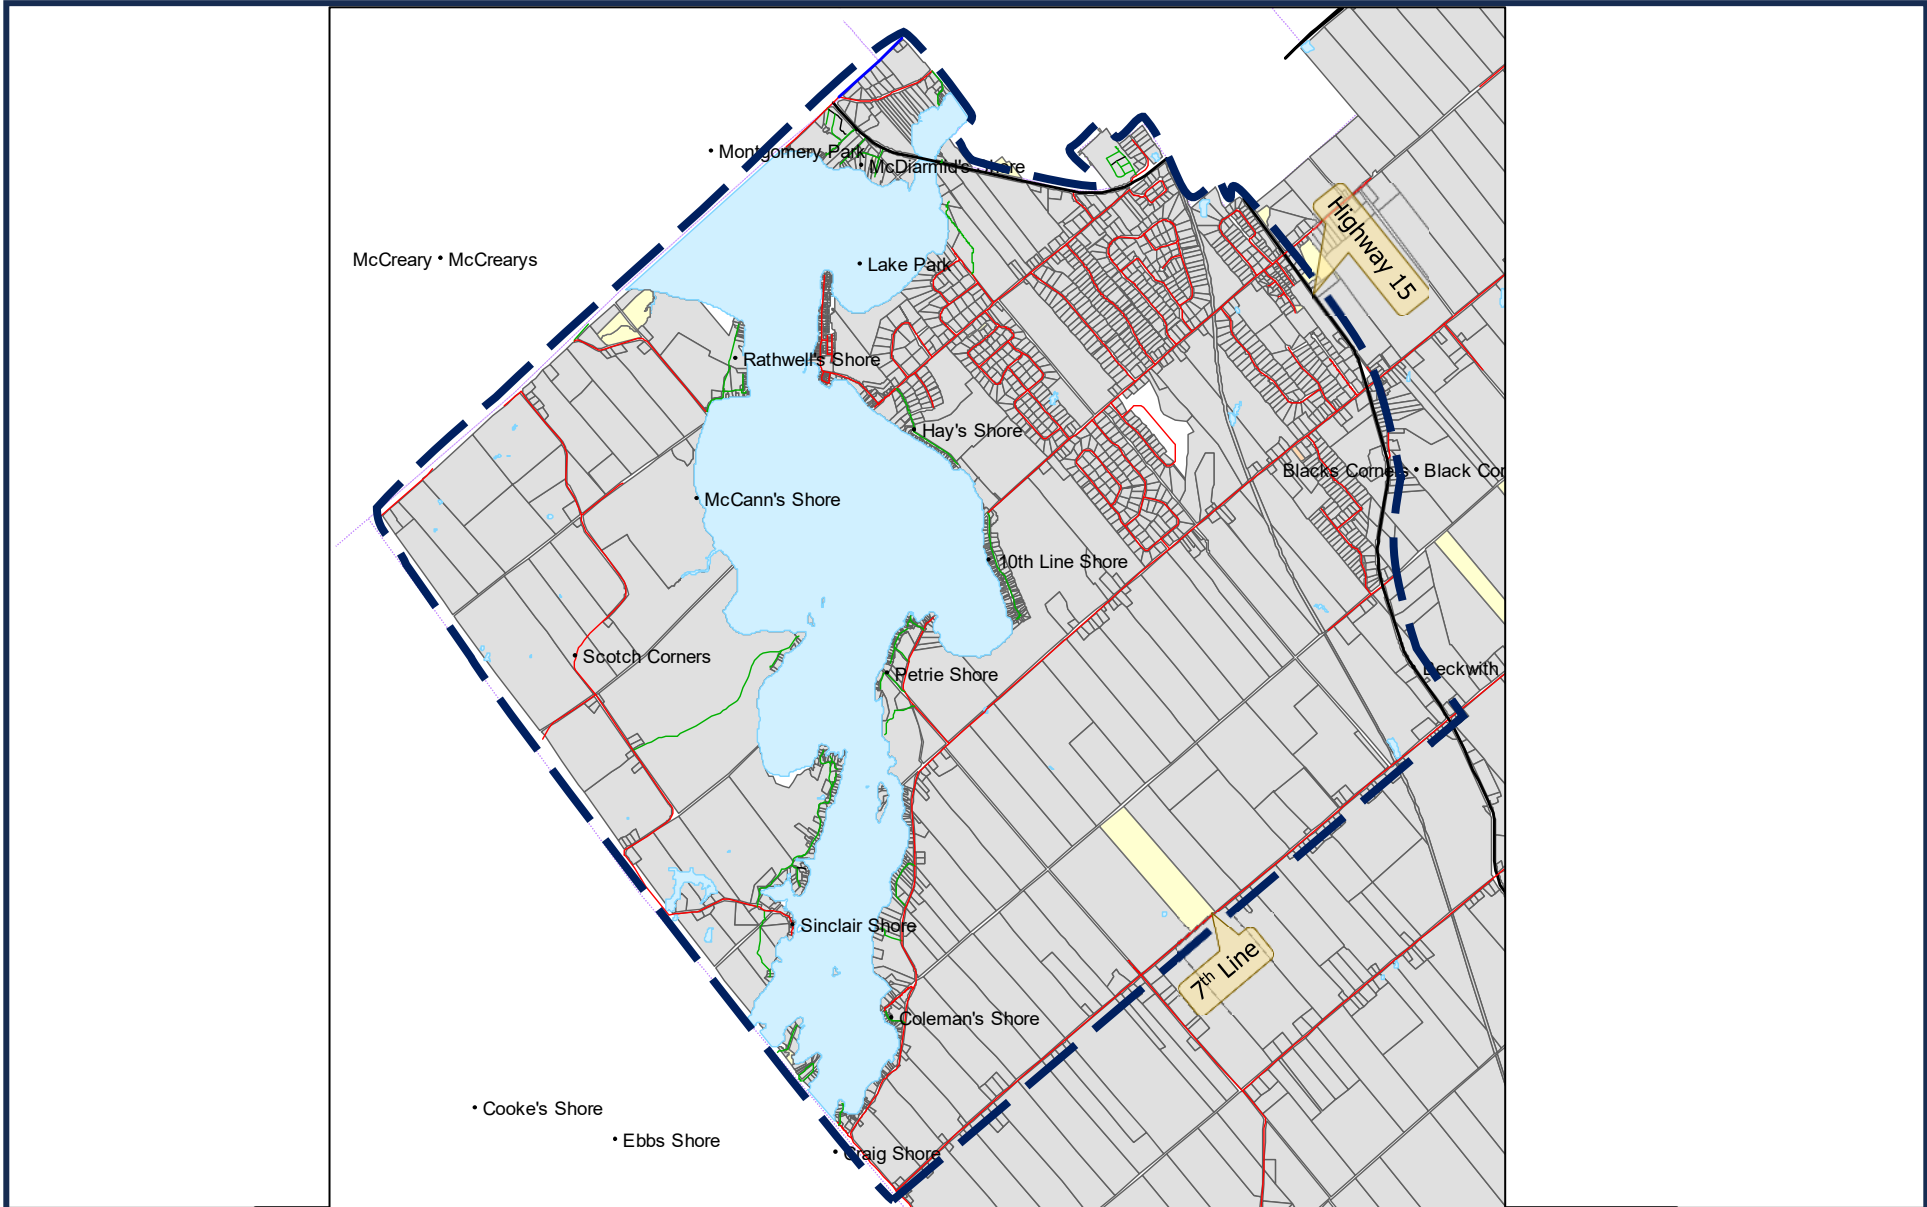 Montgomery Park
McDiarmid's Shore
McCreary
McCrearys
Lake Park
Highway 15
Rathwell's Shore
Hay's Shore
Blacks Corners
Black Cor
McCann's Shore
10th Line Shore
Scotch Corners
Petrie Shore
Beckwith
Sinclair Shore
7th Line
Coleman's Shore
Cooke's Shore
Ebbs Shore
Craig Shore